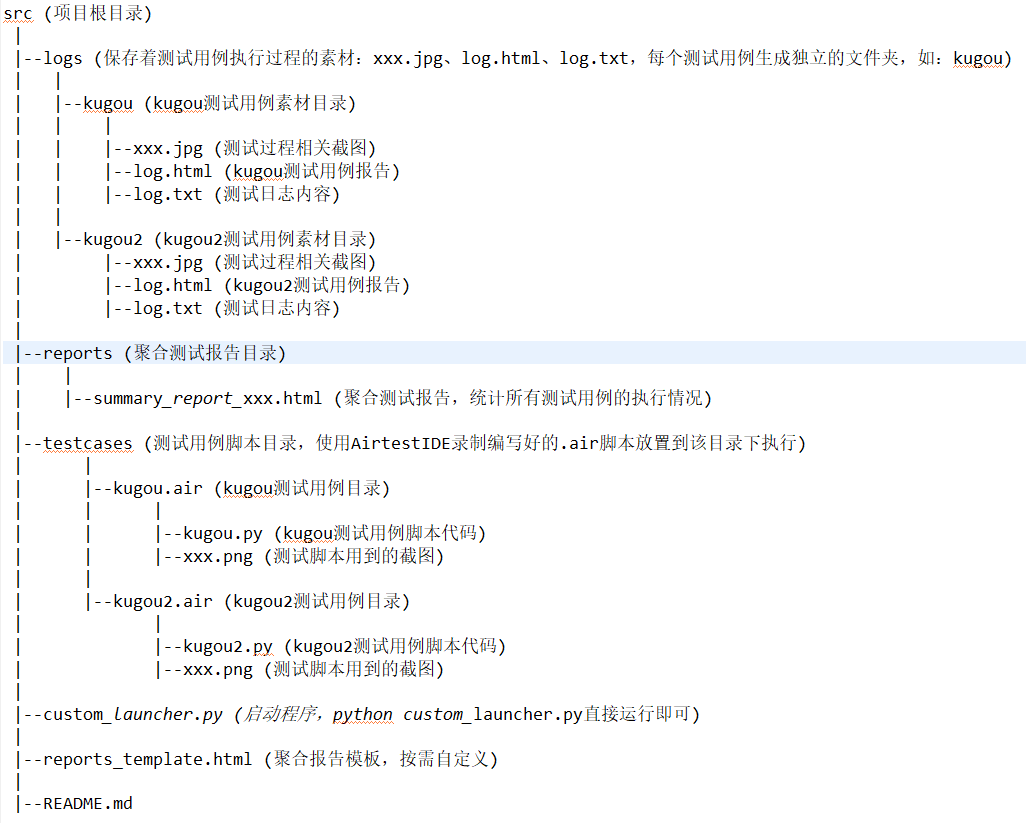 src (项目根目录)
|
|--logs (保存着测试用例执行过程的素材：xxx.jpg、log.html、log.txt，每个测试用例生成独立的文件夹，如：kugou)
|   |
|   |--kugou (kugou测试用例素材目录)
|   |    |
|   |    |--xxx.jpg (测试过程相关截图)
|   |    |--log.html (kugou测试用例报告)
|   |    |--log.txt (测试日志内容)
|   |
|   |--kugou2 (kugou2测试用例素材目录)
|        |--xxx.jpg (测试过程相关截图)
|        |--log.html (kugou2测试用例报告)
|        |--log.txt (测试日志内容)
|
|--reports (聚合测试报告目录)
|    |
|    |--summary_report_xxx.html (聚合测试报告，统计所有测试用例的执行情况)
|
|--testcases (测试用例脚本目录，使用AirtestIDE录制编写好的.air脚本放置到该目录下执行)
|      |
|      |--kugou.air (kugou测试用例目录)
|      |      |
|      |      |--kugou.py (kugou测试用例脚本代码)
|      |      |--xxx.png (测试脚本用到的截图)
|      |
|      |--kugou2.air (kugou2测试用例目录)
|             |
|             |--kugou2.py (kugou2测试用例脚本代码)
|             |--xxx.png (测试脚本用到的截图)
|
|--custom_launcher.py (启动程序，python custom_launcher.py直接运行即可)
|
|--reports_template.html (聚合报告模板，按需自定义)
|
|--README.md